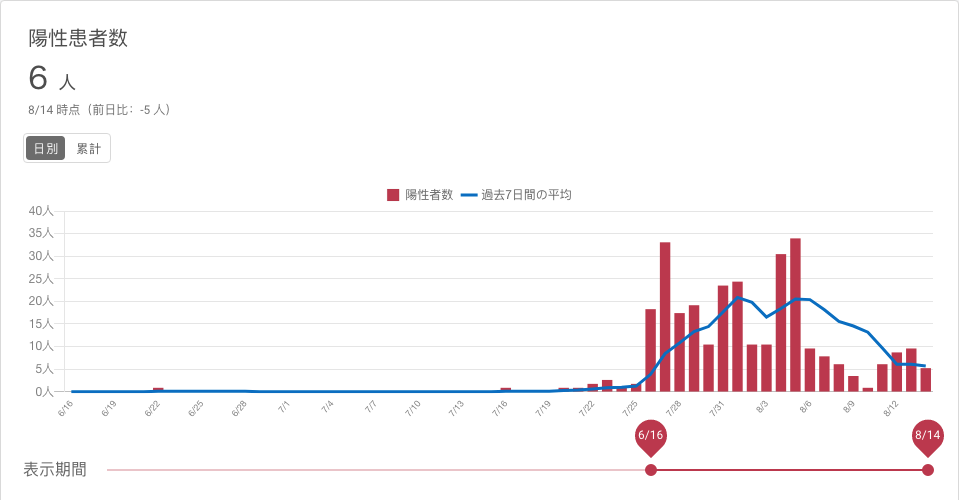 陽性患者数
6 人
8/14 時点（前日比: -5 人）
日別 累計
陽性者数 過去7日間の平均
40人
35人
30人
25人
20人
15人
10人
5人
0人
6/16 6/19 6/22 6/25 6/28 7/1 7/4 7/7 7/10 7/13 7/16 7/19 7/22 7/25 7/28 7/31 8/3 8/6 8/9 8/12
6/16 8/14
表示期間